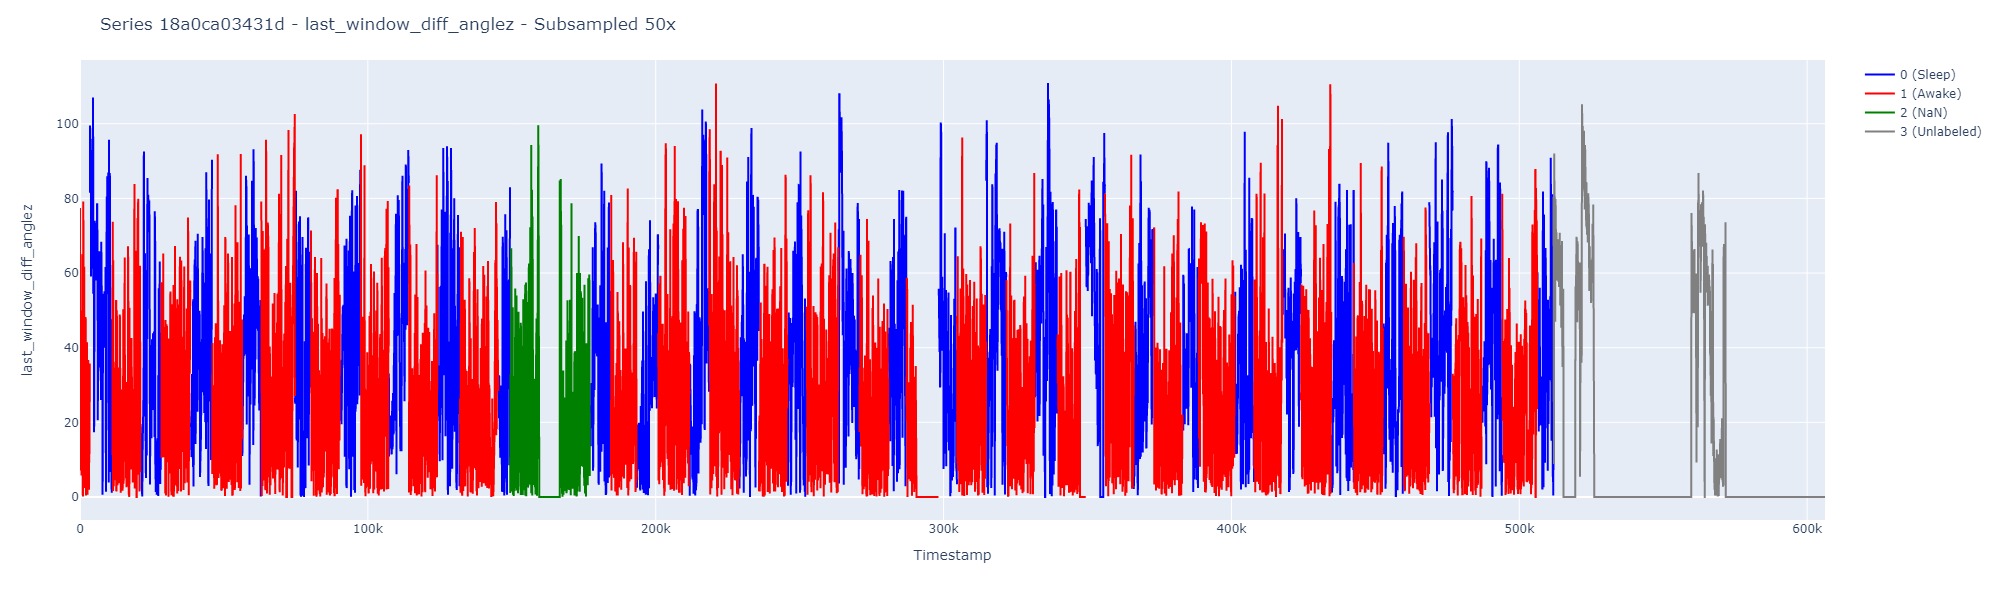 Series 18a0ca03431d - last_window_diff_anglez - Subsampled 50x
0 (Sleep)
1 (Awake)
2 (NaN)
3 (Unlabeled)
last_window_diff_anglez
100
80
60
40
20
0
0 100k 200k 300k 400k 500k 600k
Timestamp